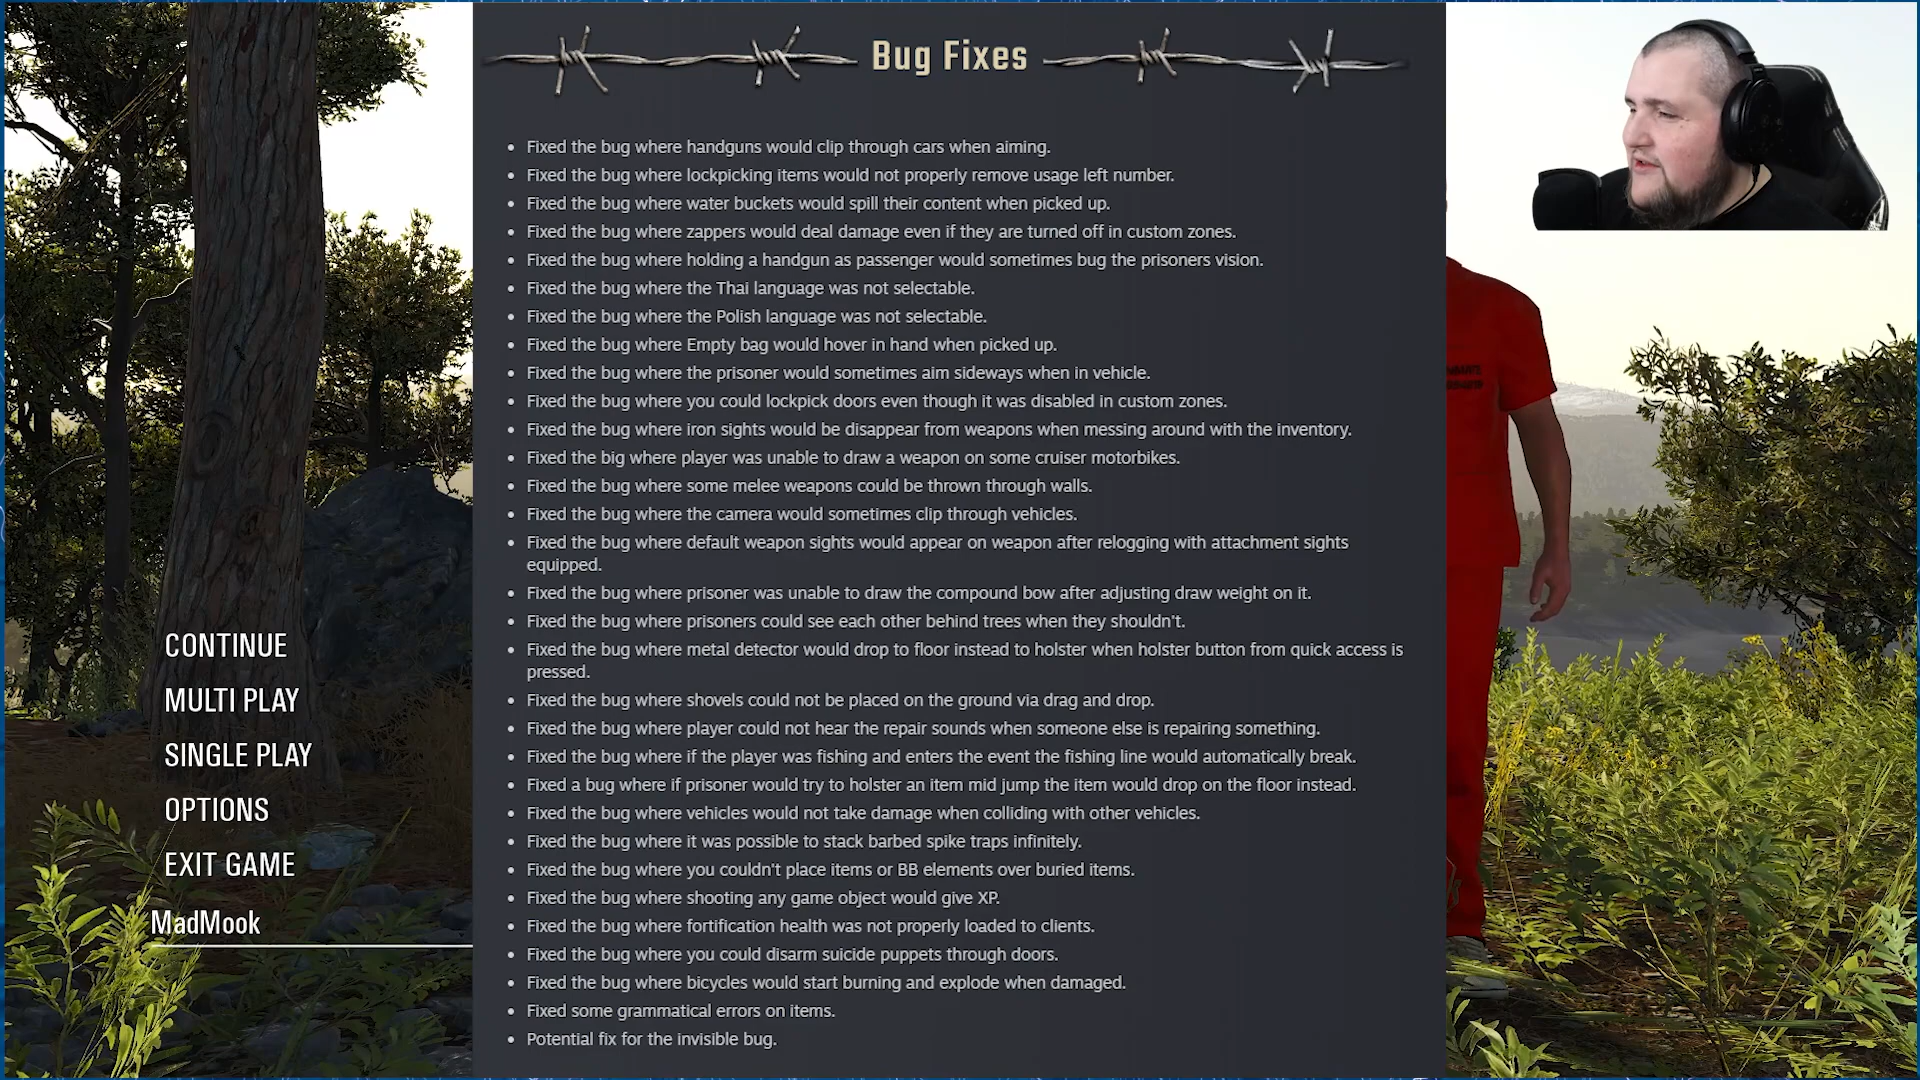 Bug Fixes
Fixed the bug where handguns would clip through cars when aiming.
Fixed the bug where lockpicking items would not properly remove usage left number.
Fixed the bug where water buckets would spill their content when picked up.
Fixed the bug where zappers would deal damage even if they are turned off in custom zones.
Fixed the bug where holding a handgun as passenger would sometimes bug the prisoners vision.
Fixed the bug where the Thai language was not selectable.
Fixed the bug where the Polish language was not selectable.
Fixed the bug where Empty bag would hover in hand when picked up.
Fixed the bug where the prisoner would sometimes aim sideways when in vehicle.
Fixed the bug where you could lockpick doors even though it was disabled in custom zones.
Fixed the bug where iron sights would be disappear from weapons when messing around with the inventory.
Fixed the big where player was unable to draw a weapon on some cruiser motorbikes.
Fixed the bug where some melee weapons could be thrown through walls.
Fixed the bug where the camera would sometimes clip through vehicles.
Fixed the bug where default weapon sights would appear on weapon after relogging with attachment sights
equipped.
Fixed the bug where prisoner was unable to draw the compound bow after adjusting draw weight on it.
Fixed the bug where prisoners could see each other behind trees when they shouldn't.
Fixed the bug where metal detector would drop to floor instead to holster when holster button from quick access is
pressed.
Fixed the bug where shovels could not be placed on the ground via drag and drop.
Fixed the bug where player could not hear the repair sounds when someone else is repairing something.
Fixed the bug where if the player was fishing and enters the event the fishing line would automatically break.
Fixed a bug where if prisoner would try to holster an item mid jump the item would drop on the floor instead.
Fixed the bug where vehicles would not take damage when colliding with other vehicles.
Fixed the bug where it was possible to stack barbed spike traps infinitely.
Fixed the bug where you couldn't place items or BB elements over buried items.
Fixed the bug where shooting any game object would give XP.
Fixed the bug where fortification health was not properly loaded to clients.
Fixed the bug where you could disarm suicide puppets through doors.
Fixed the bug where bicycles would start burning and explode when damaged.
Fixed some grammatical errors on items.
Potential fix for the invisible bug.
CONTINUE
MULTI PLAY
SINGLE PLAY
OPTIONS
EXIT GAME
MadMook